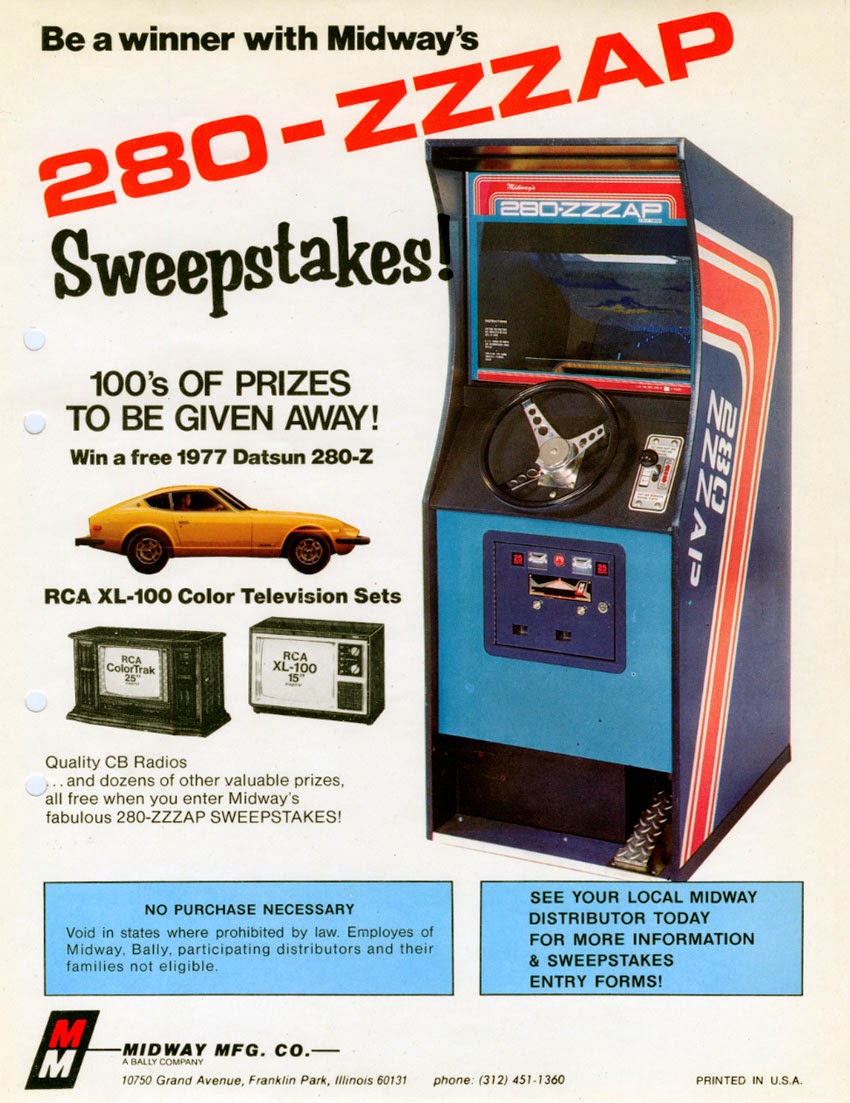 Be a winner with Midway's
280-ZZZAP
Sweepstakes!
Midway's
280-ZZZAP
INSTRUCTIONS
280
ZZZAP
100's OF PRIZES
TO BE GIVEN AWAY!
Win a free 1977 Datsun 280-Z
RCA XL-100 Color Television Sets
RCA
ColorTrak
25"
RCA
XL-100
15"
25
25
Quality CB Radios
...and dozens of other valuable prizes,
all free when you enter Midway's
fabulous 280-ZZZAP SWEEPSTAKES!
NO PURCHASE NECESSARY
Void in states where prohibited by law. Employes of
Midway, Bally, participating distributors and their
families not eligible.
SEE YOUR LOCAL MIDWAY
DISTRIBUTOR TODAY
FOR MORE INFORMATION
& SWEEPSTAKES
ENTRY FORMS!
M
M
MIDWAY MFG. CO.
A BALLY COMPANY
10750 Grand Avenue, Franklin Park, Illinois 60131 phone: (312) 451-1360
PRINTED IN U.S.A.